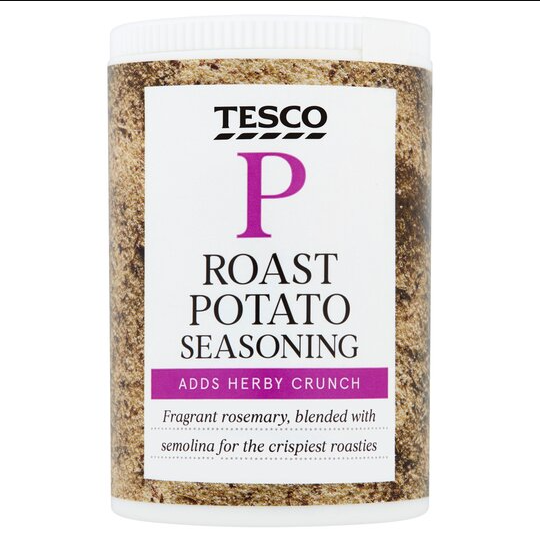 TESCO
P
ROAST
POTATO
SEASONING
ADDS HERBY CRUNCH
Fragrant rosemary, blended with
semolina for the crispiest roasties